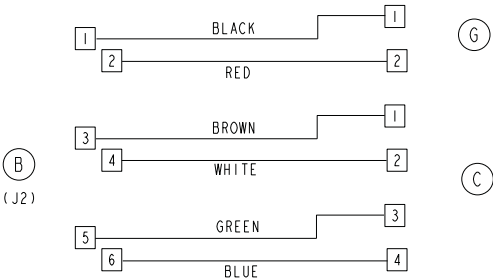 1 BLACK 1
G
2 RED 2
3 BROWN 1
B
4 WHITE 2
C
(J2)
5 GREEN 3
6 BLUE 4